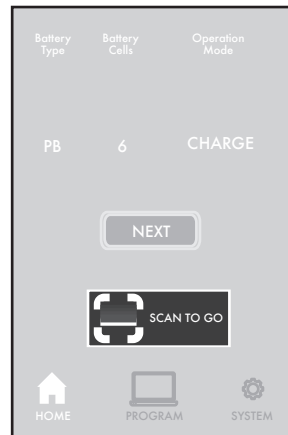 Battery Battery Operation
Type Cells Mode
PB 6 CHARGE
NEXT
SCAN TO GO
HOME PROGRAM SYSTEM